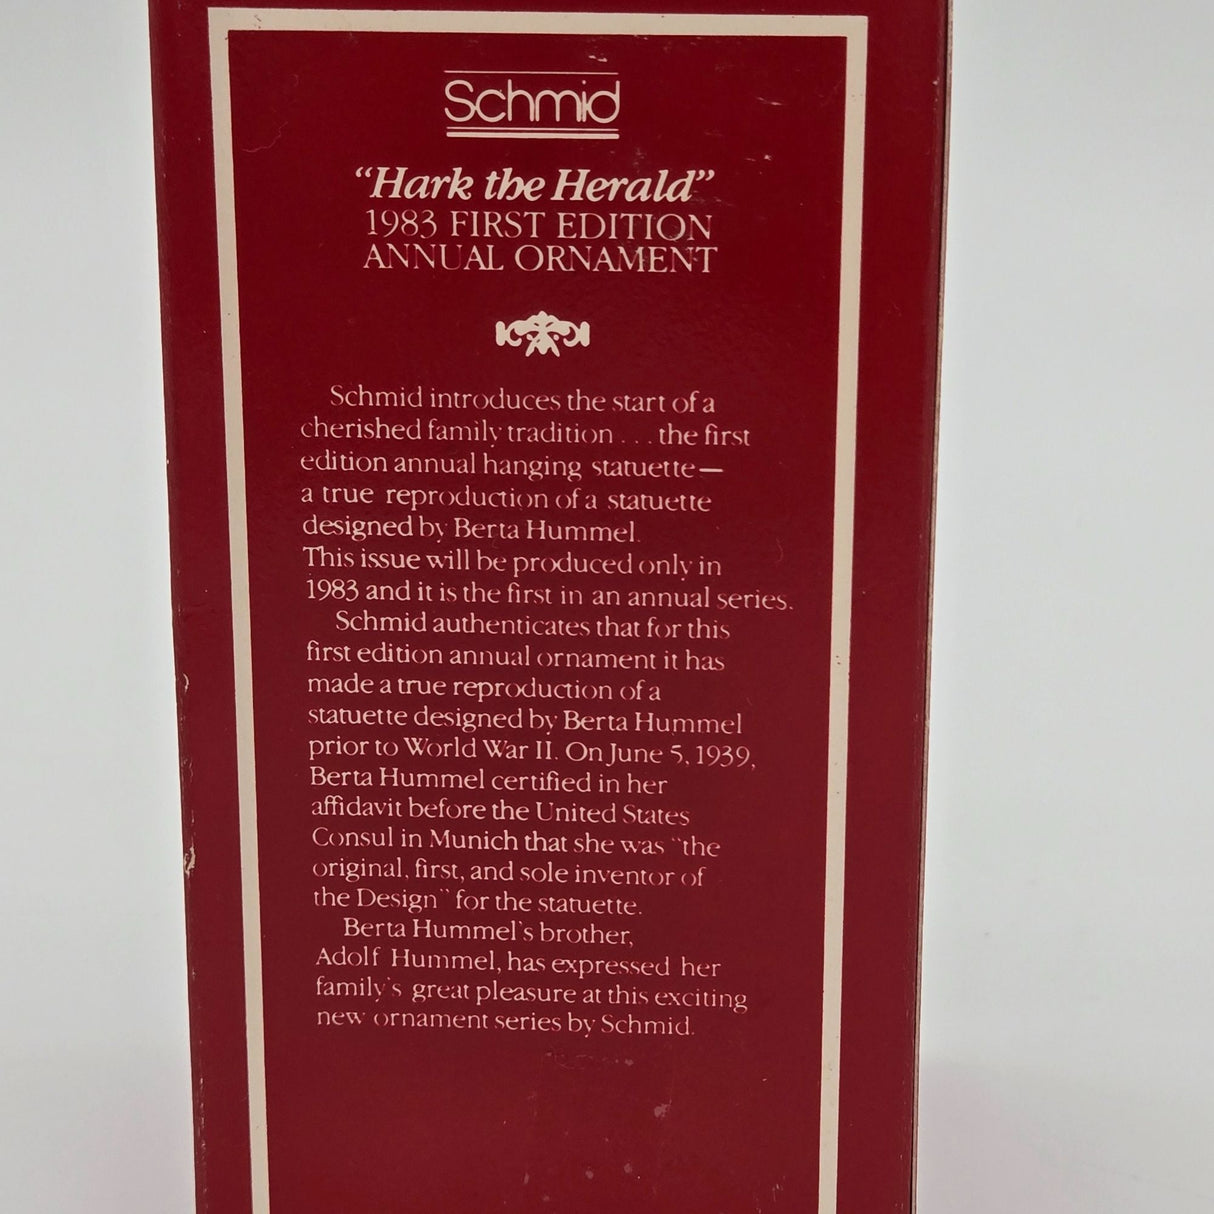 Schmid
“Hark the Herald”
1983 FIRST EDITION
ANNUAL ORNAMENT
Schmid introduces the start of a
cherished family tradition . . . the first
edition annual hanging statuette—
a true reproduction of a statuette
designed by Berta Hummel.
This issue will be produced only in
1983 and it is the first in an annual series.
Schmid authenticates that for this
first edition annual ornament it has
made a true reproduction of a
statuette designed by Berta Hummel
prior to World War II. On June 5, 1939,
Berta Hummel certified in her
affidavit before the United States
Consul in Munich that she was “the
original, first, and sole inventor of
the Design” for the statuette.
Berta Hummel's brother,
Adolf Hummel, has expressed her
family's great pleasure at this exciting
new ornament series by Schmid.